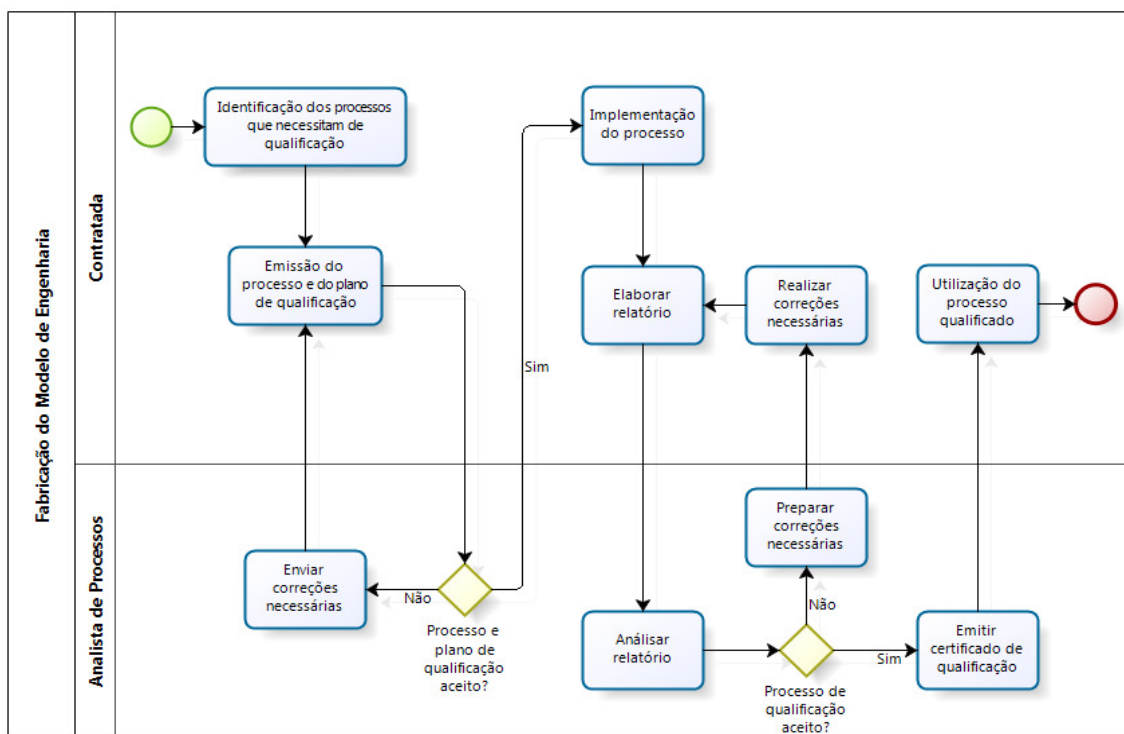 Fabricação do Modelo de Engenharia
Contratada
Identificação dos processos
que necessitam de
qualificação
Implementação
do processo
Emissão do
processo e do plano
de qualificação
Elaborar
relatório
Realizar
correções
necessárias
Utilização do
processo
qualificado
Sim
Analista de Processos
Enviar
correções
necessárias
Não
Processo e
plano de
qualificação
aceito?
Preparar
correções
necessárias
Não
Análisar
relatório
Processo de
qualificação
aceito?
Sim
Emitir
certificado de
qualificação